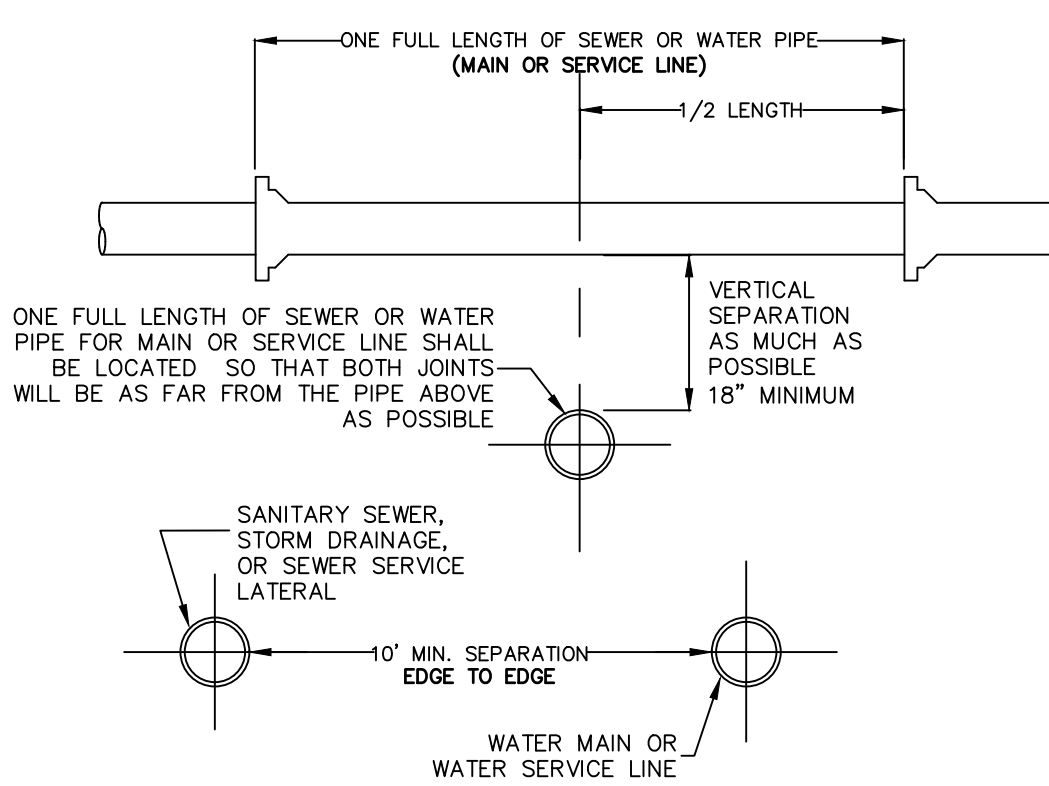 ONE FULL LENGTH OF SEWER OR WATER PIPE
(MAIN OR SERVICE LINE)
1/2 LENGTH
ONE FULL LENGTH OF SEWER OR WATER
PIPE FOR MAIN OR SERVICE LINE SHALL
BE LOCATED SO THAT BOTH JOINTS
WILL BE AS FAR FROM THE PIPE ABOVE
AS POSSIBLE
VERTICAL
SEPARATION
AS MUCH AS
POSSIBLE
18" MINIMUM
SANITARY SEWER,
STORM DRAINAGE,
OR SEWER SERVICE
LATERAL
10' MIN. SEPARATION
EDGE TO EDGE
WATER MAIN OR
WATER SERVICE LINE